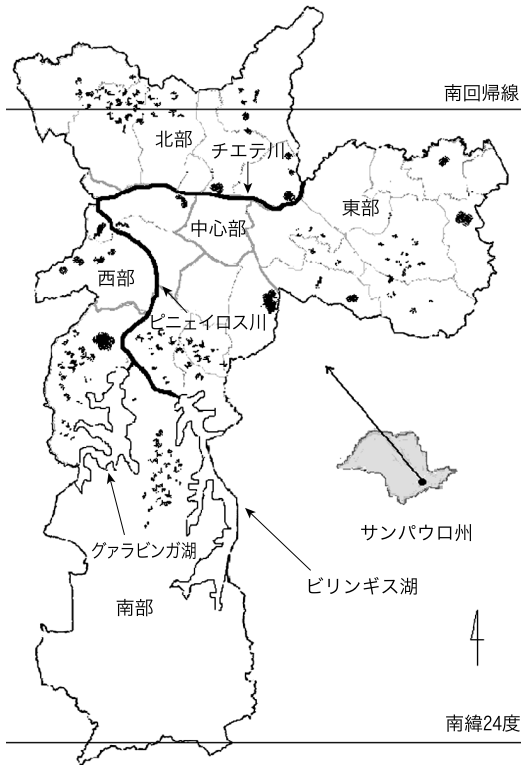 南回帰線
北部
チエテ川
東部
中心部
西部
ピニェイロス川
サンパウロ州
グァラビンガ湖
ビリンギス湖
南部
南緯24度